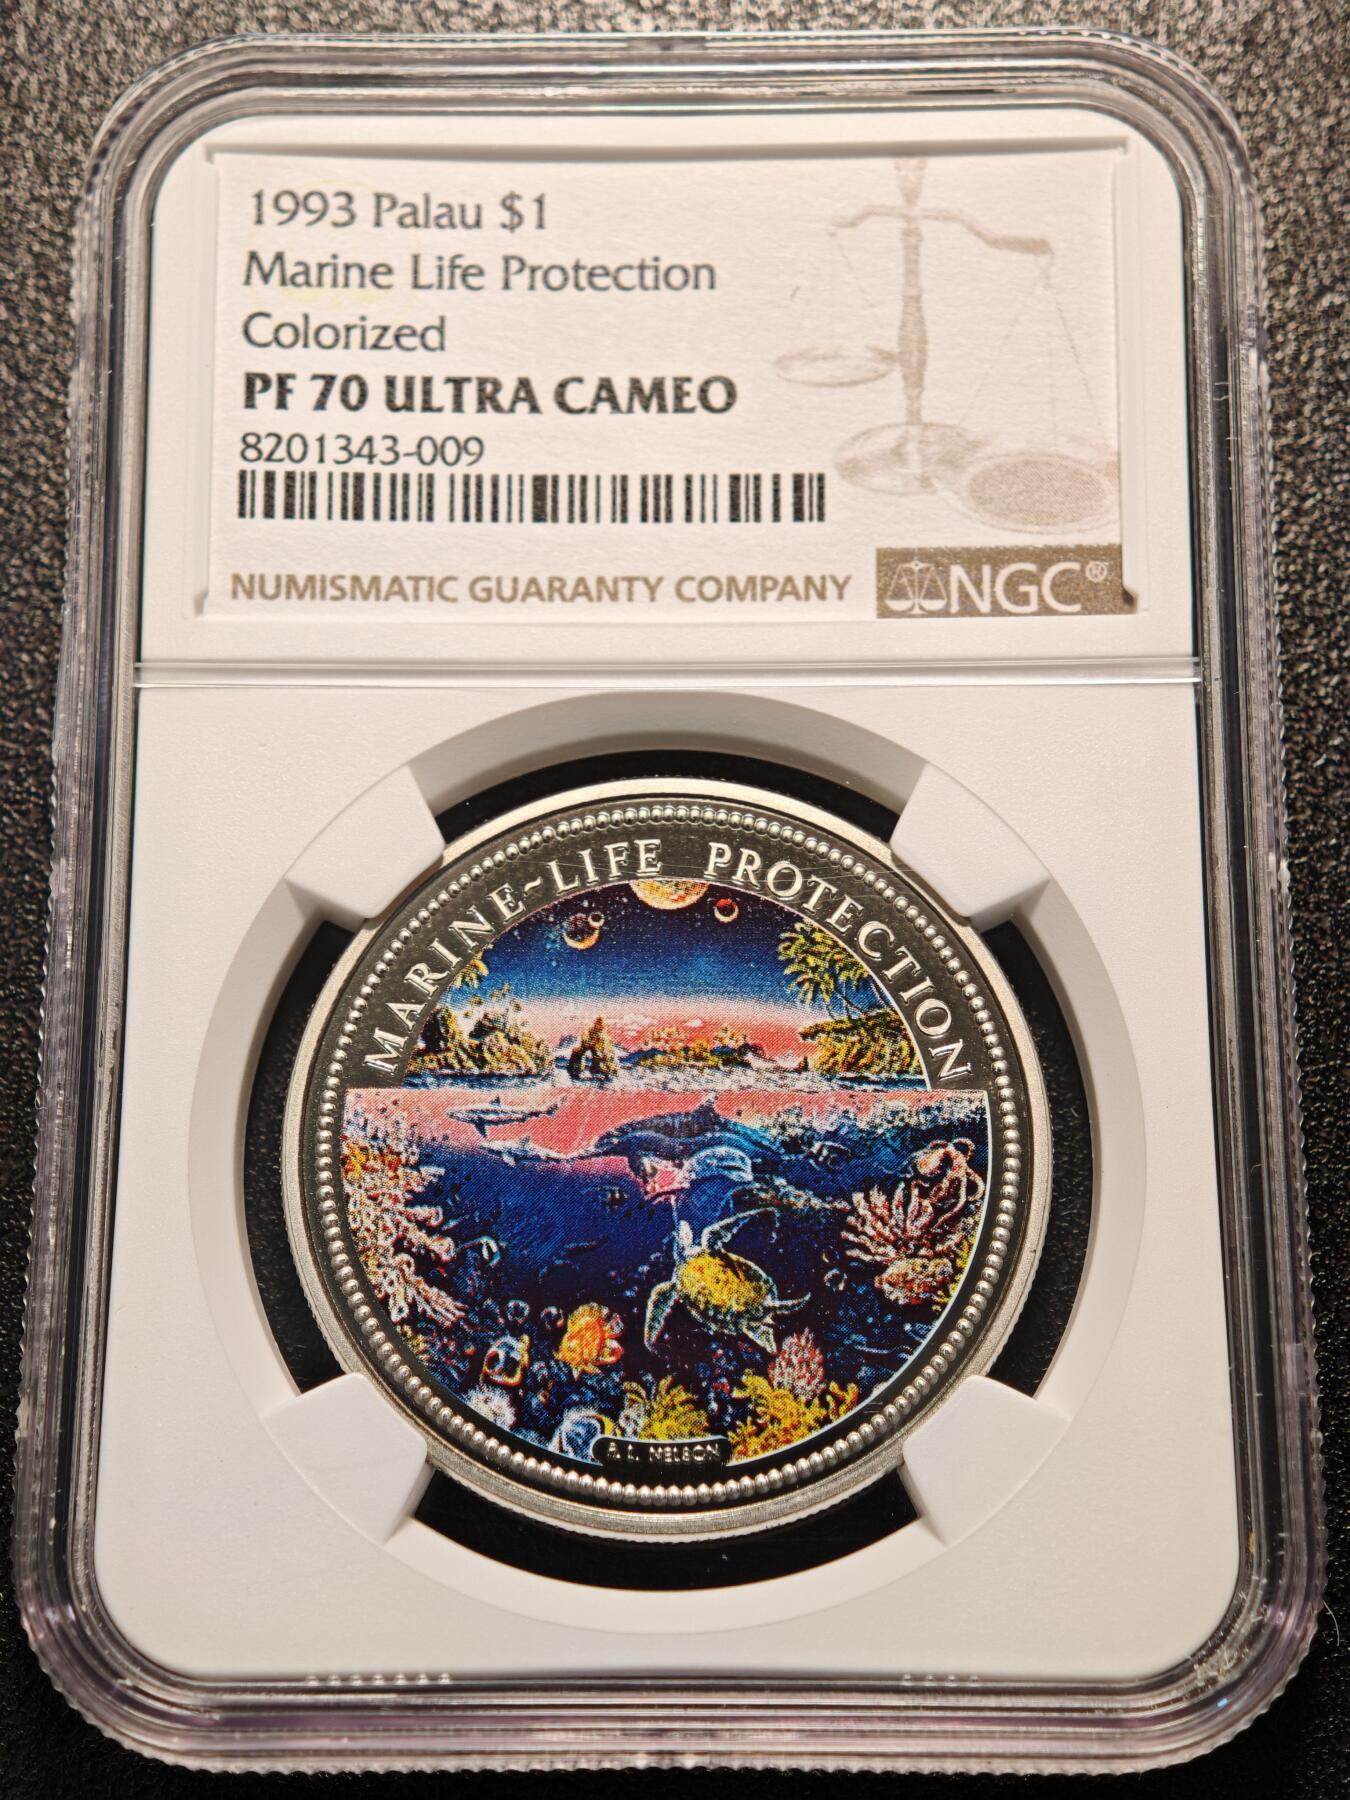 1993 Palau $1
Marine Life Protection
Colorized
PF 70 ULTRA CAMEO
8201343-009
NUMISMATIC GUARANTY COMPANY
NGC®
MARINE~LIFE PROTECTION
R. L. NELSON